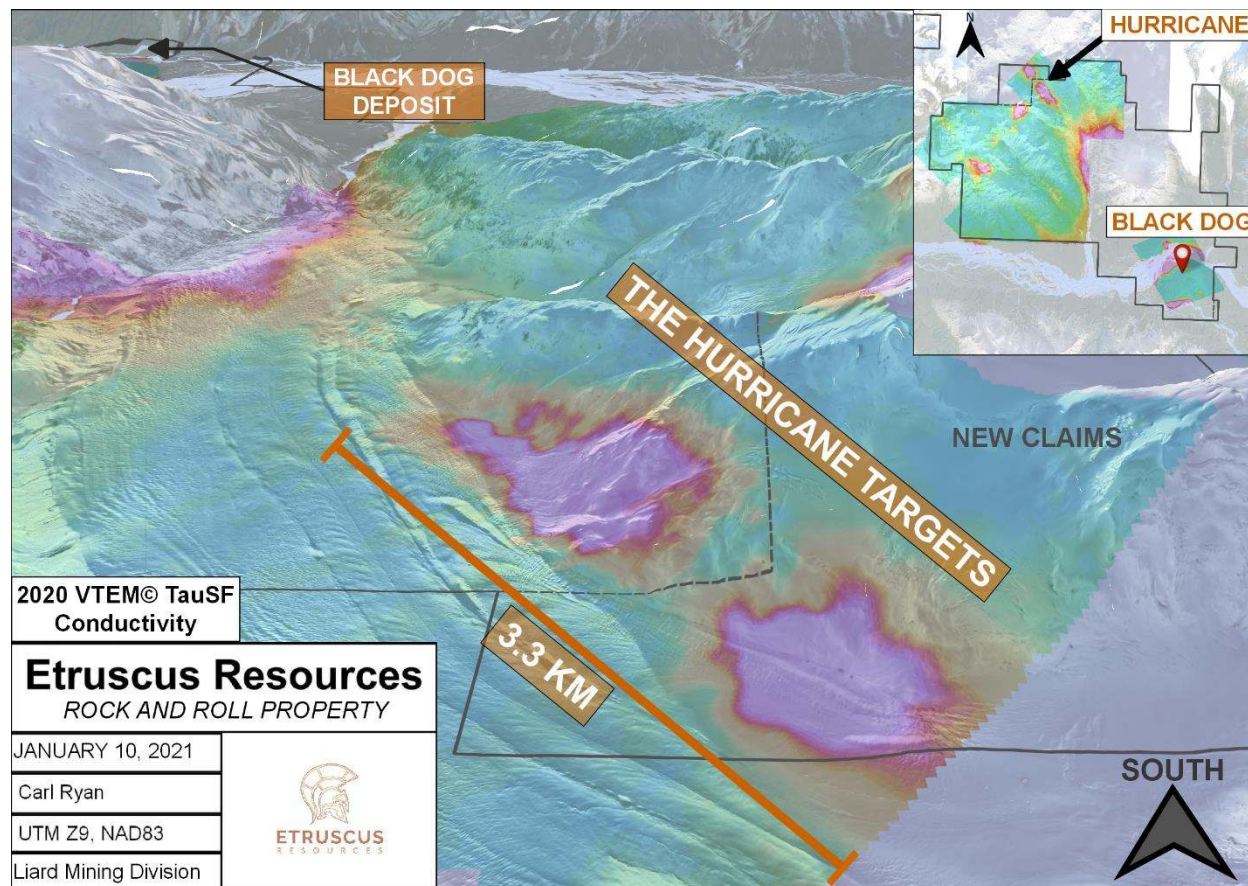 BLACK DOG
DEPOSIT
N
HURRICANE
BLACK DOG
THE HURRICANE TARGETS
NEW CLAIMS
3.3 KM
SOUTH
2020 VTEM© TauSF
Conductivity
Etruscus Resources
ROCK AND ROLL PROPERTY
JANUARY 10, 2021
Carl Ryan
UTM Z9, NAD83
Liard Mining Division
ETRUSCUS
RESOURCES